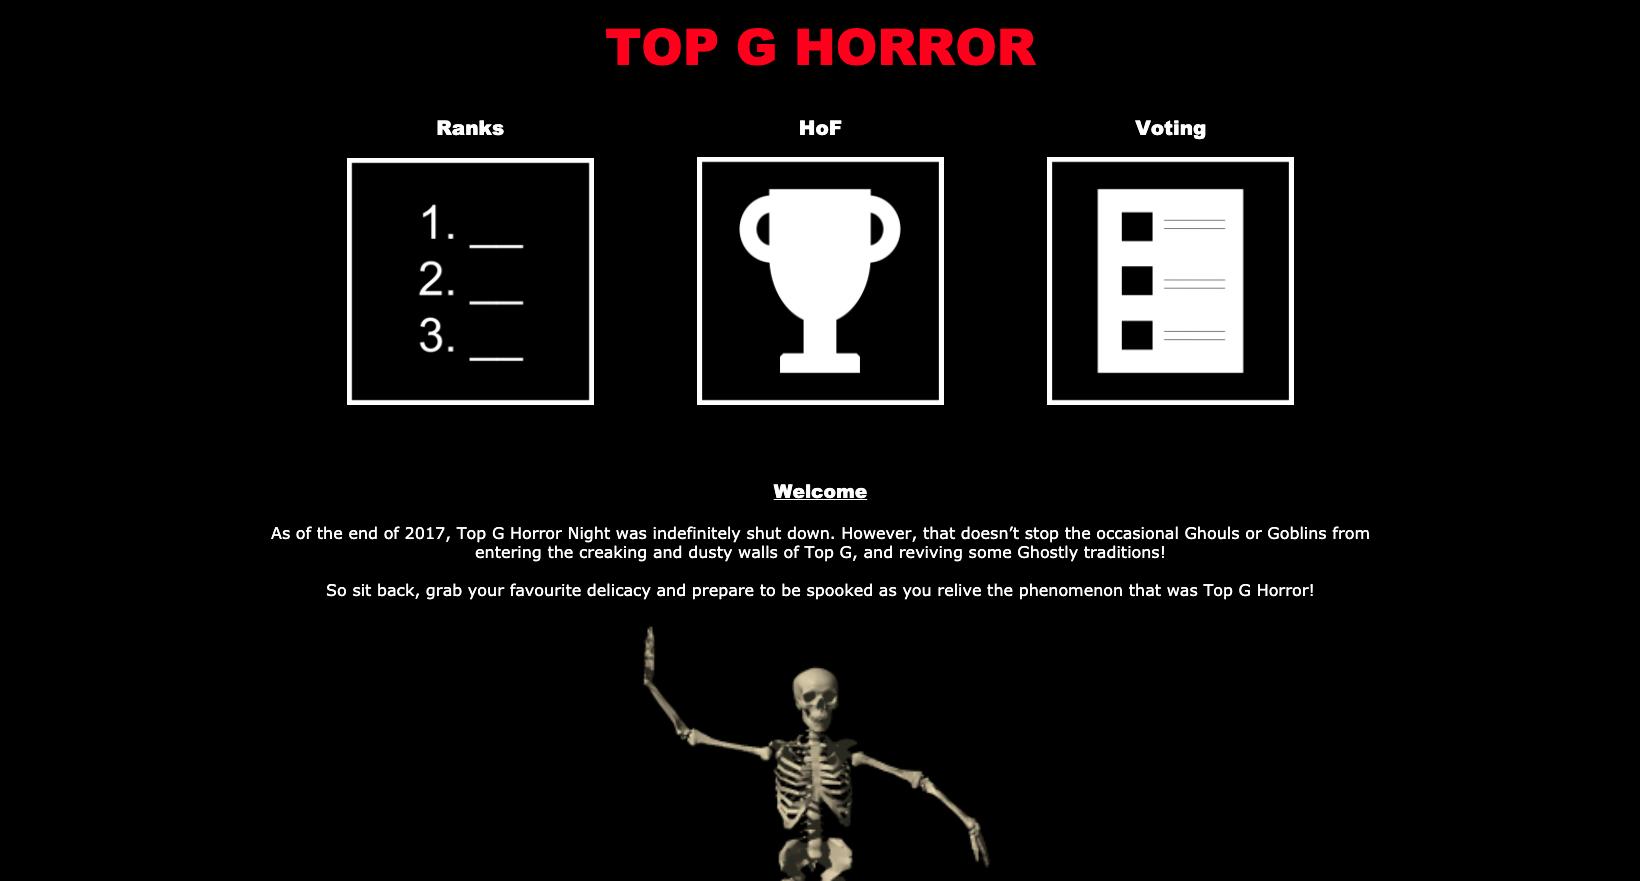 TOP G HORROR
Ranks
HoF
Voting
1. __
2. __
3. __
Welcome
As of the end of 2017, Top G Horror Night was indefinitely shut down. However, that doesn’t stop the occasional Ghouls or Goblins from
entering the creaking and dusty walls of Top G, and reviving some Ghostly traditions!
So sit back, grab your favourite delicacy and prepare to be spooked as you relive the phenomenon that was Top G Horror!